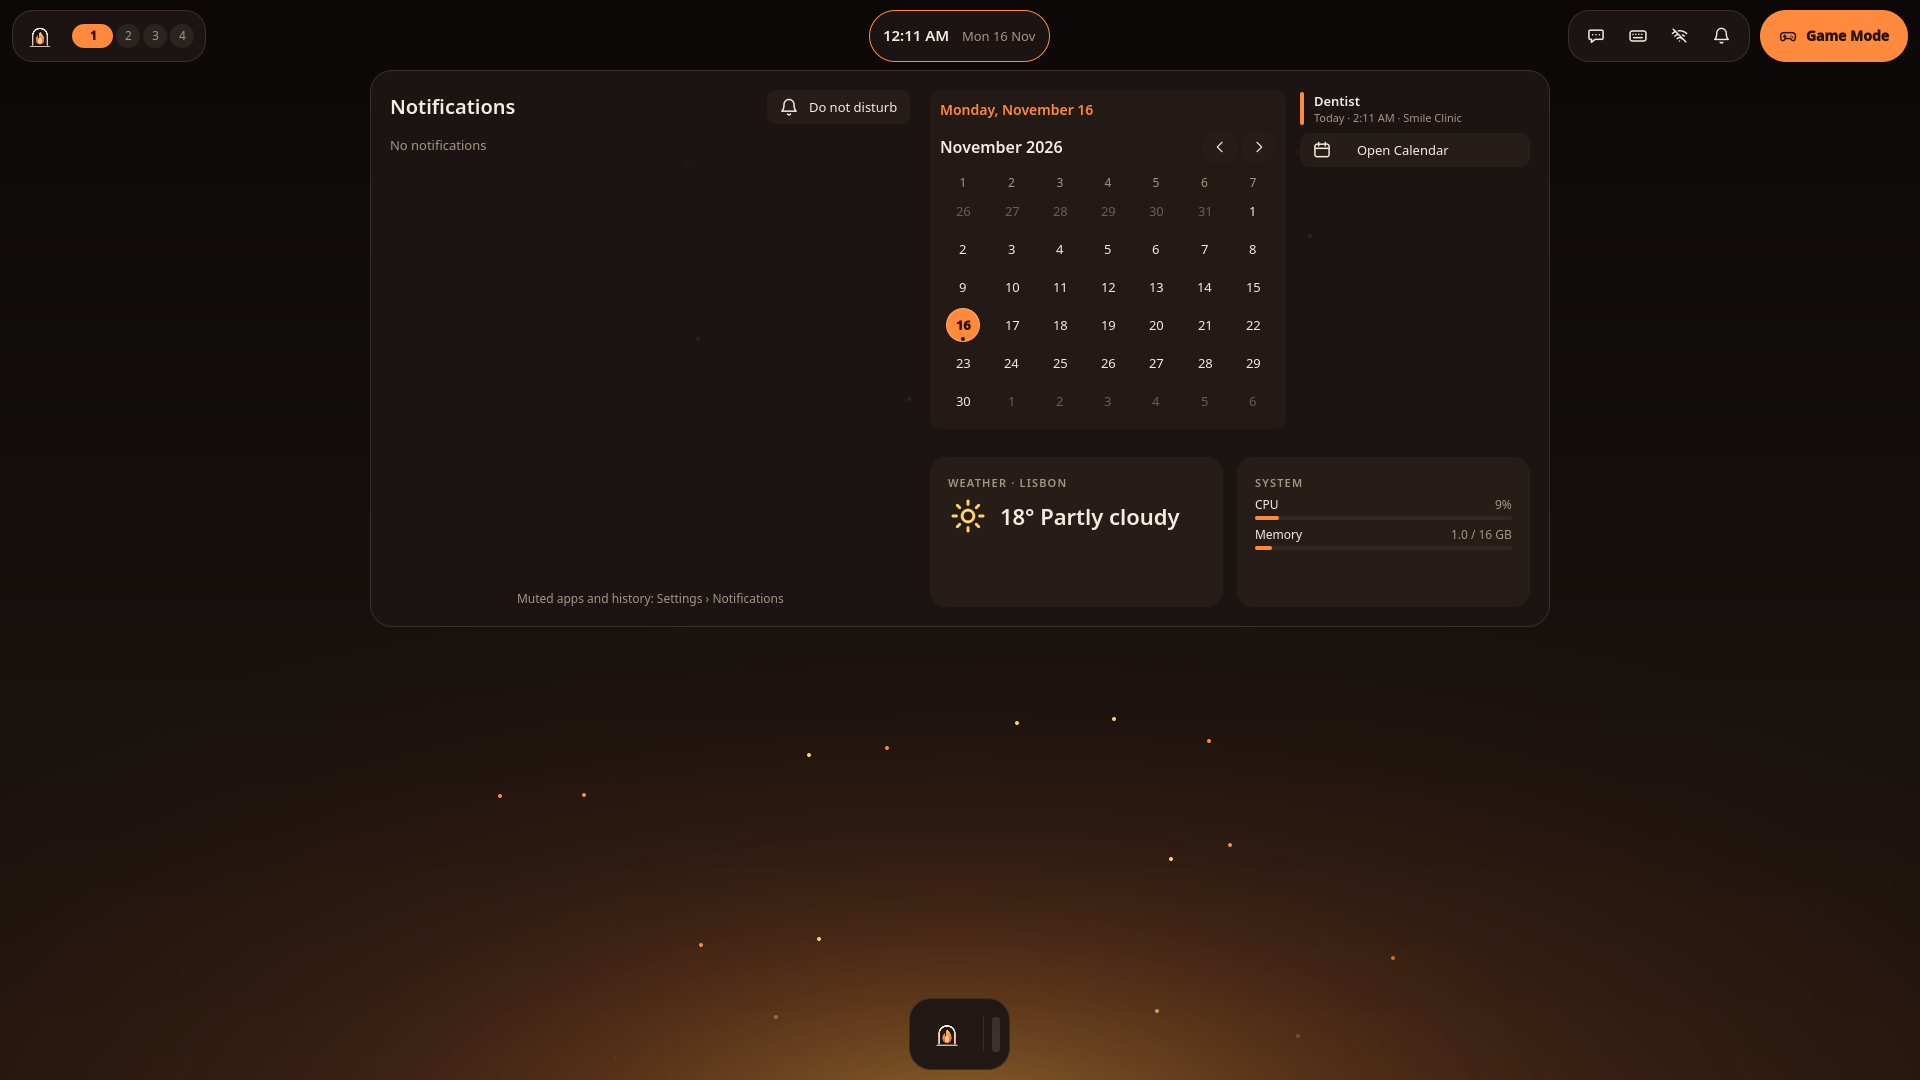 1 2 3 4
12:11 AM Mon 16 Nov
Game Mode
Notifications
Do not disturb
No notifications
Muted apps and history: Settings › Notifications
Monday, November 16
November 2026
1 2 3 4 5 6 7
26 27 28 29 30 31 1
2 3 4 5 6 7 8
9 10 11 12 13 14 15
16 17 18 19 20 21 22
23 24 25 26 27 28 29
30 1 2 3 4 5 6
Dentist
Today · 2:11 AM · Smile Clinic
Open Calendar
WEATHER · LISBON
18° Partly cloudy
SYSTEM
CPU 9%
Memory 1.0 / 16 GB